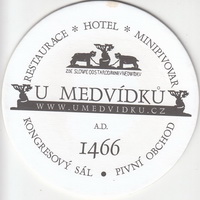 RESTAURACE * HOTEL * MINIPIVOVAR
U MEDVÍDKŮ
WWW.UMEDVIDKU.CZ
A.D.
1466
KONGRESOVÝ SÁL • PIVNÍ OBCHOD